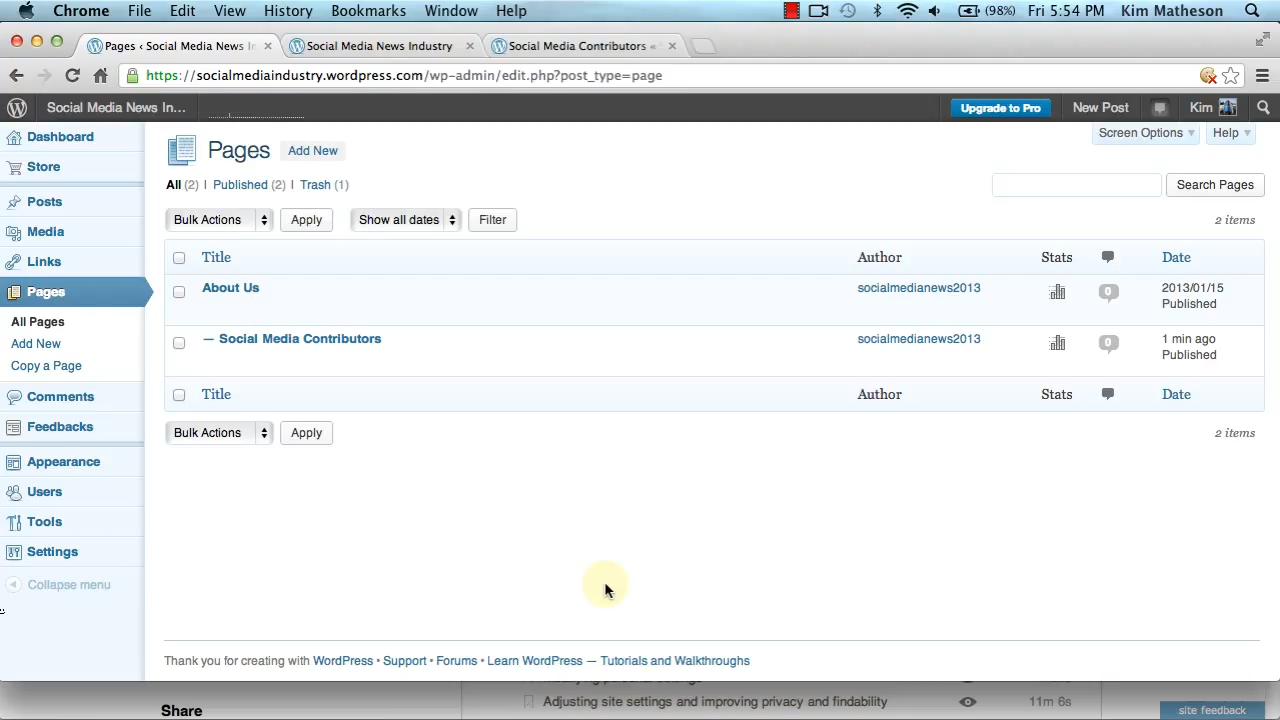 Chrome File Edit View History Bookmarks Window Help (98%) Fri 5:54 PM Kim Matheson
Pages ‹ Social Media News In Social Media News Industry Social Media Contributors «
https://socialmediaindustry.wordpress.com/wp-admin/edit.php?post_type=page
Social Media News In... Upgrade to Pro New Post Kim
Dashboard
Store
Posts
Media
Links
Pages
All Pages
Add New
Copy a Page
Comments
Feedbacks
Appearance
Users
Tools
Settings
Collapse menu
Screen Options Help
Pages Add New
All (2) | Published (2) | Trash (1) Search Pages
Bulk Actions Apply Show all dates Filter 2 items
Title Author Stats Date
About Us socialmedianews2013 0 2013/01/15
Published
— Social Media Contributors socialmedianews2013 0 1 min ago
Published
Title Author Stats Date
Bulk Actions Apply 2 items
Thank you for creating with WordPress • Support • Forums • Learn WordPress — Tutorials and Walkthroughs
Adjusting site settings and improving privacy and findability 11m 6s
Share site feedback